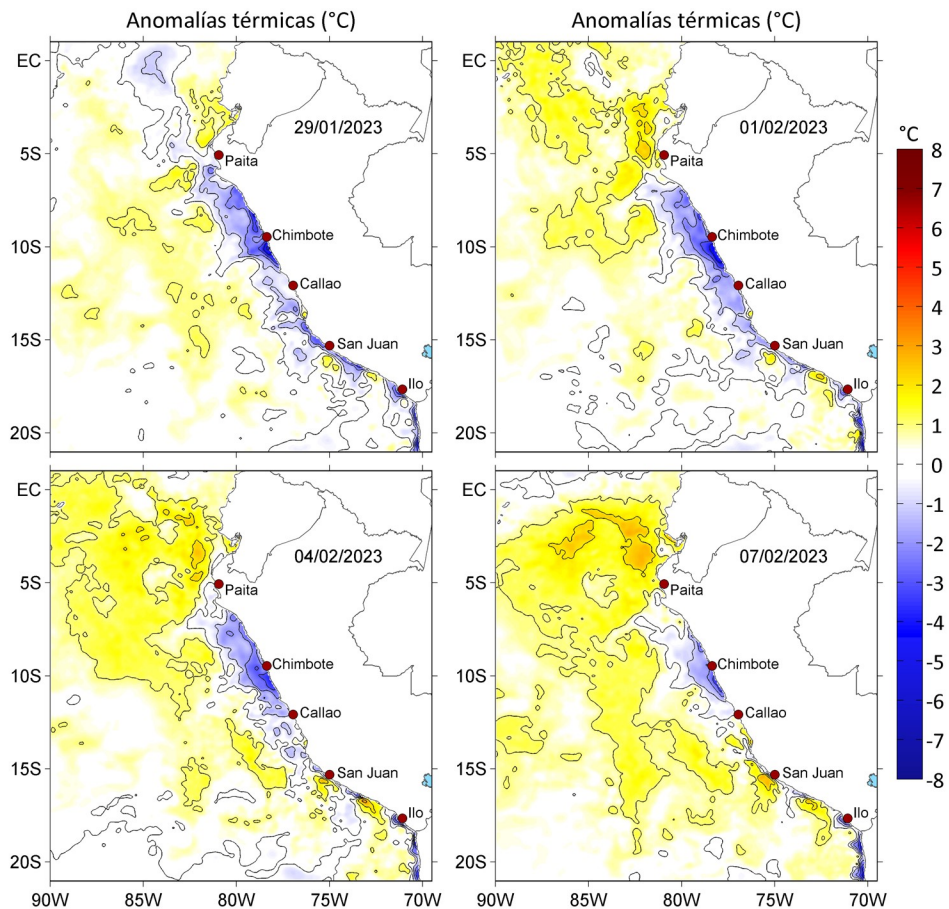 Anomalías térmicas (°C)
Anomalías térmicas (°C)
EC
5S
10S
15S
20S
29/01/2023
Paita
Chimbote
Callao
San Juan
Ilo
EC
5S
10S
15S
20S
01/02/2023
Paita
Chimbote
Callao
San Juan
Ilo
°C
8
7
6
5
4
3
2
1
0
-1
-2
-3
-4
-5
-6
-7
-8
EC
5S
10S
15S
20S
04/02/2023
Paita
Chimbote
Callao
San Juan
Ilo
90W
85W
80W
75W
70W
EC
5S
10S
15S
20S
07/02/2023
Paita
Chimbote
Callao
San Juan
Ilo
90W
85W
80W
75W
70W